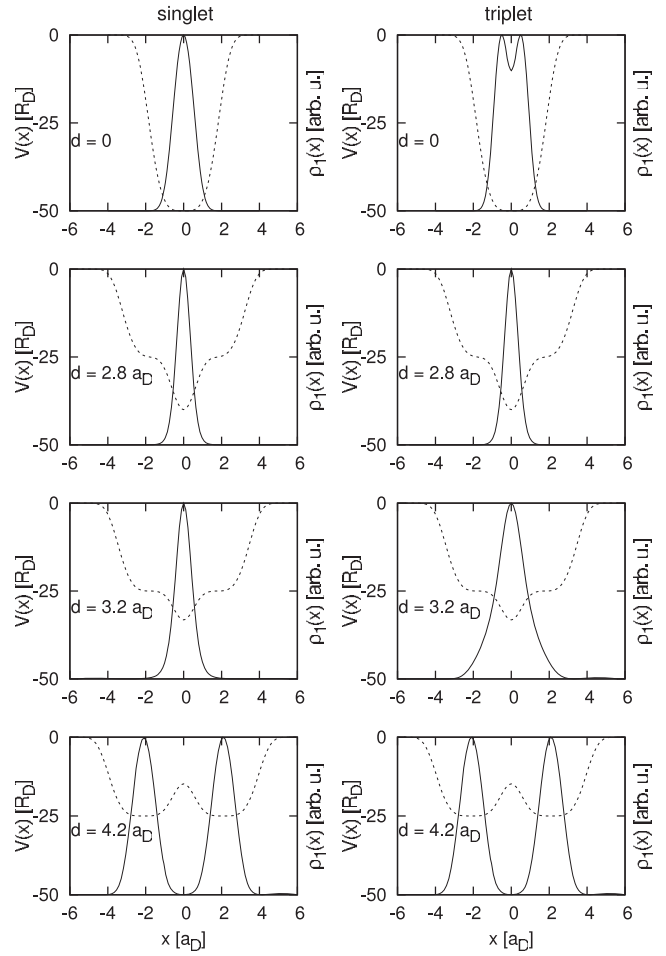 singlet
triplet
V(x) [R_D]
0
-25
-50
d = 0
-6 -4 -2 0 2 4 6
ρ_1(x) [arb. u.]
V(x) [R_D]
0
-25
-50
d = 0
-6 -4 -2 0 2 4 6
ρ_1(x) [arb. u.]
V(x) [R_D]
0
-25
-50
d = 2.8 a_D
-6 -4 -2 0 2 4 6
ρ_1(x) [arb. u.]
V(x) [R_D]
0
-25
-50
d = 2.8 a_D
-6 -4 -2 0 2 4 6
ρ_1(x) [arb. u.]
V(x) [R_D]
0
-25
-50
d = 3.2 a_D
-6 -4 -2 0 2 4 6
ρ_1(x) [arb. u.]
V(x) [R_D]
0
-25
-50
d = 3.2 a_D
-6 -4 -2 0 2 4 6
ρ_1(x) [arb. u.]
V(x) [R_D]
0
-25
-50
d = 4.2 a_D
-6 -4 -2 0 2 4 6
x [a_D]
ρ_1(x) [arb. u.]
V(x) [R_D]
0
-25
-50
d = 4.2 a_D
-6 -4 -2 0 2 4 6
x [a_D]
ρ_1(x) [arb. u.]